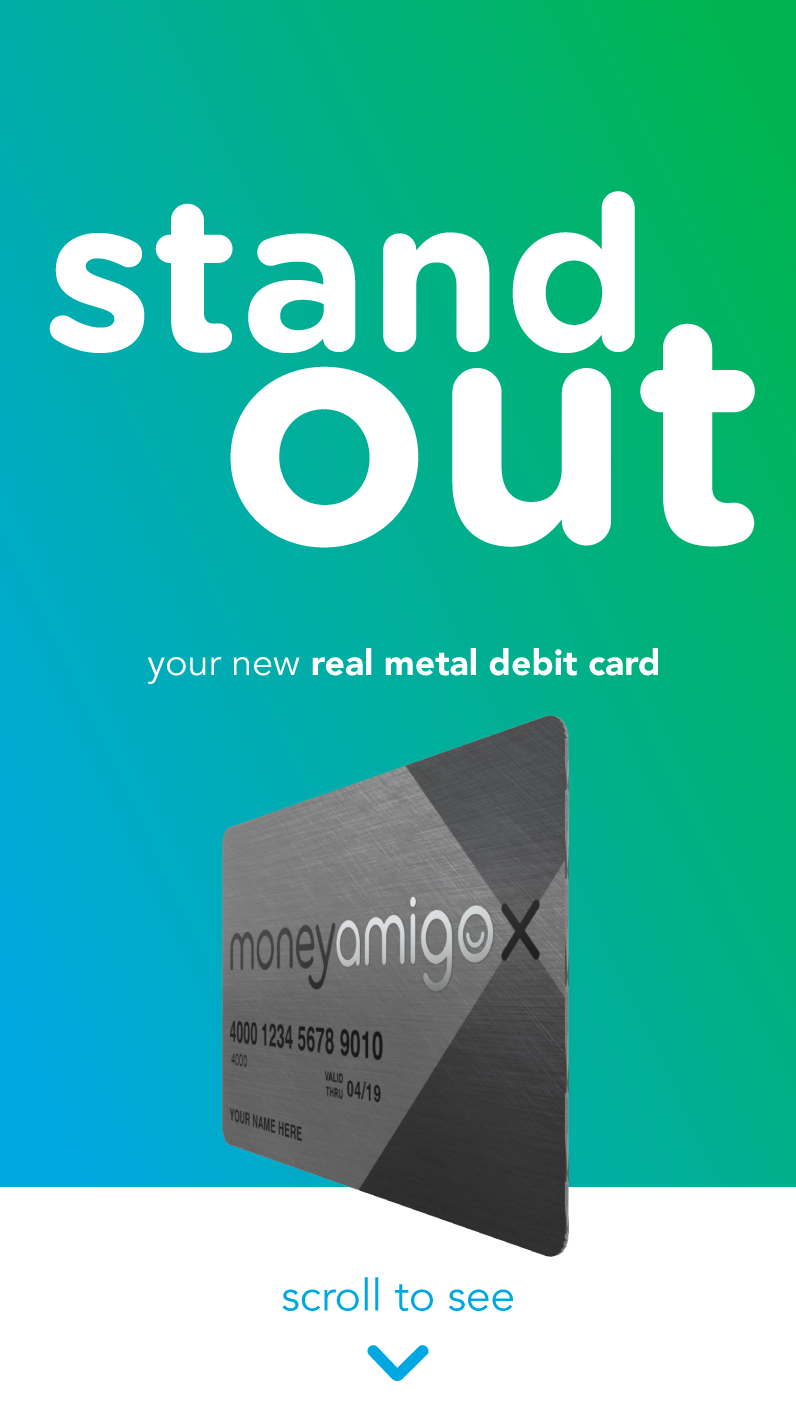 stand
out
your new real metal debit card
moneyamigo x
4000 1234 5678 9010
4000
VALID THRU 04/19
YOUR NAME HERE
scroll to see